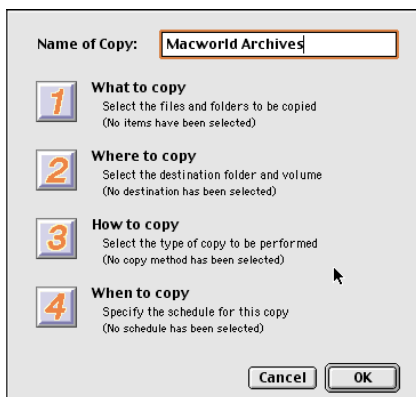 Name of Copy: Macworld Archives
1
What to copy
Select the files and folders to be copied
(No items have been selected)
2
Where to copy
Select the destination folder and volume
(No destination has been selected)
3
How to copy
Select the type of copy to be performed
(No copy method has been selected)
4
When to copy
Specify the schedule for this copy
(No schedule has been selected)
Cancel OK